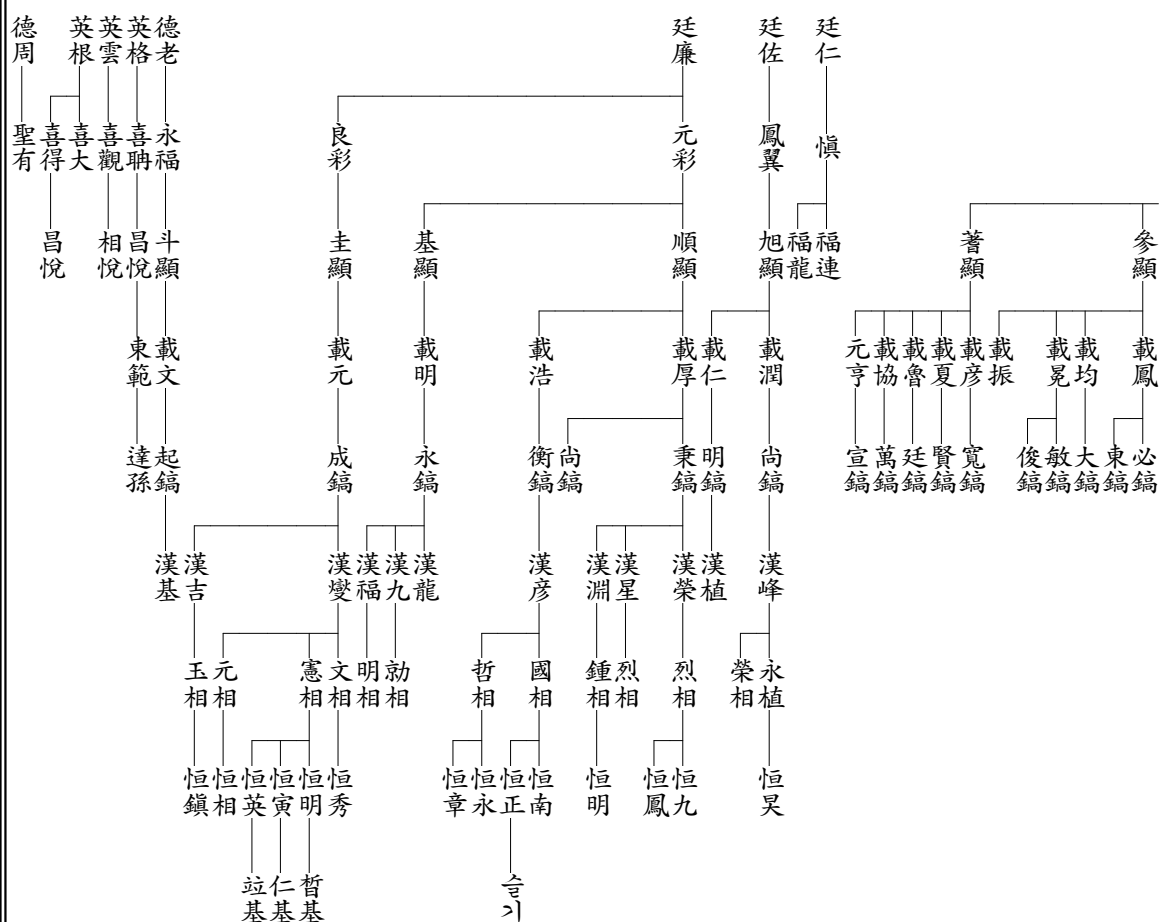 廷仁
廷佐
廷廉
德老
英格
英雲
英根
德周
愼
鳳翼
元彩
良彩
永福
喜聃
喜觀
喜大
喜得
聖有
參顯
蓍顯
福連
福龍
旭顯
順顯
基顯
圭顯
斗顯
昌悅
相悅
昌悅
載鳳
載均
載冕
載振
載彦
載夏
載魯
載協
元亨
載潤
載仁
載厚
載浩
載明
載元
載文
東範
必鎬
東鎬
大鎬
敏鎬
俊鎬
寬鎬
賢鎬
廷鎬
萬鎬
宣鎬
尙鎬
明鎬
秉鎬
尙鎬
衡鎬
永鎬
成鎬
起鎬
達孫
漢峰
漢植
漢榮
漢星
漢淵
漢彦
漢龍
漢九
漢福
漢燮
漢吉
漢基
永植
榮相
烈相
烈相
鍾相
國相
哲相
勍相
明相
文相
憲相
元相
玉相
恒昊
恒九
恒鳳
恒明
恒南
恒正
恒永
恒章
恒秀
恒明
恒寅
恒英
恒相
恒鎭
슬기
晳基
仁基
竝基